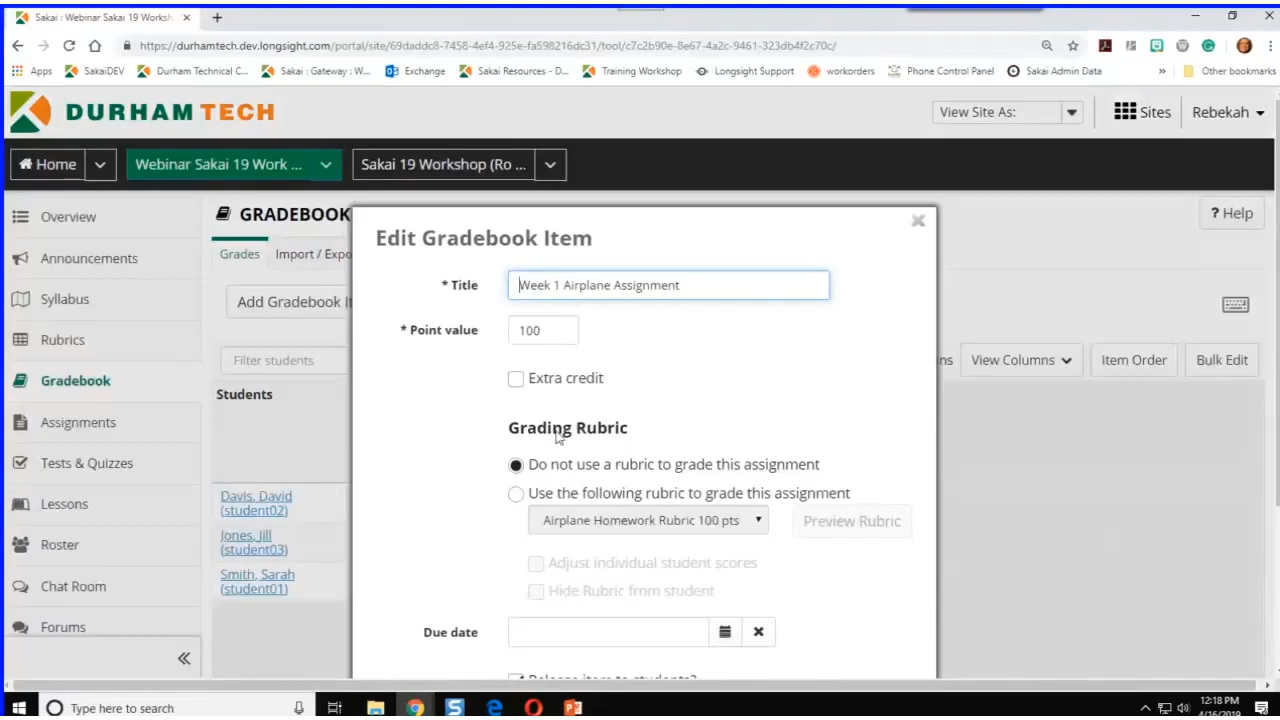 Sakai : Webinar Sakai 19 Worksh
https://durhamtech.dev.longsight.com/portal/site/69daddc8-7458-4ef4-925e-fa598216dc31/tool/c7c2b90e-8e67-4a2c-9461-323db4f2c70c/
Apps SakaiDEV Durham Technical C... Sakai : Gateway : W... Exchange Sakai Resources - D... Training Workshop Longsight Support workorders Phone Control Panel Sakai Admin Data » Other bookmarks
DURHAM TECH
View Site As:
Sites
Rebekah
Home
Webinar Sakai 19 Work ...
Sakai 19 Workshop (Ro ...
Overview
Announcements
Syllabus
Rubrics
Gradebook
Assignments
Tests & Quizzes
Lessons
Roster
Chat Room
Forums
GRADEBOOK
? Help
Grades Import / Expo
Add Gradebook I
Filter students
ns
View Columns
Item Order
Bulk Edit
Students
Davis, David
(student02)
Jones, Jill
(student03)
Smith, Sarah
(student01)
Edit Gradebook Item
* Title Week 1 Airplane Assignment
* Point value 100
Extra credit
Grading Rubric
Do not use a rubric to grade this assignment
Use the following rubric to grade this assignment
Airplane Homework Rubric 100 pts
Preview Rubric
Adjust individual student scores
Hide Rubric from student
Due date
Release item to students?
Type here to search
12:18 PM
4/16/2019